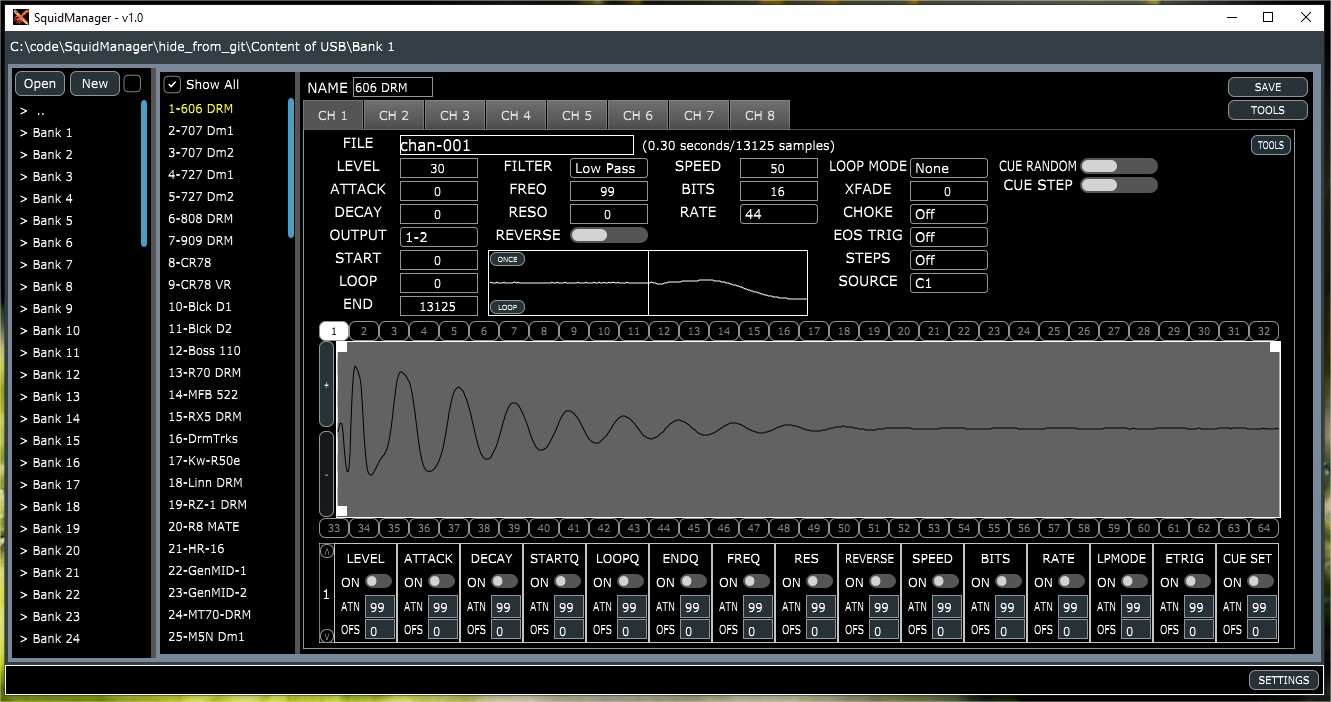 SquidManager - v1.0
C:\code\SquidManager\hide_from_git\Content of USB\Bank 1
Open New
> ..
> Bank 1
> Bank 2
> Bank 3
> Bank 4
> Bank 5
> Bank 6
> Bank 7
> Bank 8
> Bank 9
> Bank 10
> Bank 11
> Bank 12
> Bank 13
> Bank 14
> Bank 15
> Bank 16
> Bank 17
> Bank 18
> Bank 19
> Bank 20
> Bank 21
> Bank 22
> Bank 23
> Bank 24
Show All
1-606 DRM
2-707 Dm1
3-707 Dm2
4-727 Dm1
5-727 Dm2
6-808 DRM
7-909 DRM
8-CR78
9-CR78 VR
10-Blck D1
11-Blck D2
12-Boss 110
13-R70 DRM
14-MFB 522
15-RX5 DRM
16-DrmTrks
17-Kw-R50e
18-Linn DRM
19-RZ-1 DRM
20-R8 MATE
21-HR-16
22-GenMID-1
23-GenMID-2
24-MT70-DRM
25-M5N Dm1
NAME 606 DRM
SAVE
TOOLS
CH 1 CH 2 CH 3 CH 4 CH 5 CH 6 CH 7 CH 8
FILE chan-001 (0.30 seconds/13125 samples) TOOLS
LEVEL 30 FILTER Low Pass SPEED 50 LOOP MODE None CUE RANDOM
ATTACK 0 FREQ 99 BITS 16 XFADE 0 CUE STEP
DECAY 0 RESO 0 RATE 44 CHOKE Off
OUTPUT 1-2 REVERSE EOS TRIG Off
START 0 ONCE STEPS Off
LOOP 0 SOURCE C1
END 13125 LOOP
1 2 3 4 5 6 7 8 9 10 11 12 13 14 15 16 17 18 19 20 21 22 23 24 25 26 27 28 29 30 31 32
+
-
33 34 35 36 37 38 39 40 41 42 43 44 45 46 47 48 49 50 51 52 53 54 55 56 57 58 59 60 61 62 63 64
LEVEL ATTACK DECAY STARTQ LOOPQ ENDQ FREQ RES REVERSE SPEED BITS RATE LPMODE ETRIG CUE SET
ON ON ON ON ON ON ON ON ON ON ON ON ON ON ON
1
ATN 99 ATN 99 ATN 99 ATN 99 ATN 99 ATN 99 ATN 99 ATN 99 ATN 99 ATN 99 ATN 99 ATN 99 ATN 99 ATN 99 ATN 99
OFS 0 OFS 0 OFS 0 OFS 0 OFS 0 OFS 0 OFS 0 OFS 0 OFS 0 OFS 0 OFS 0 OFS 0 OFS 0 OFS 0 OFS 0
SETTINGS